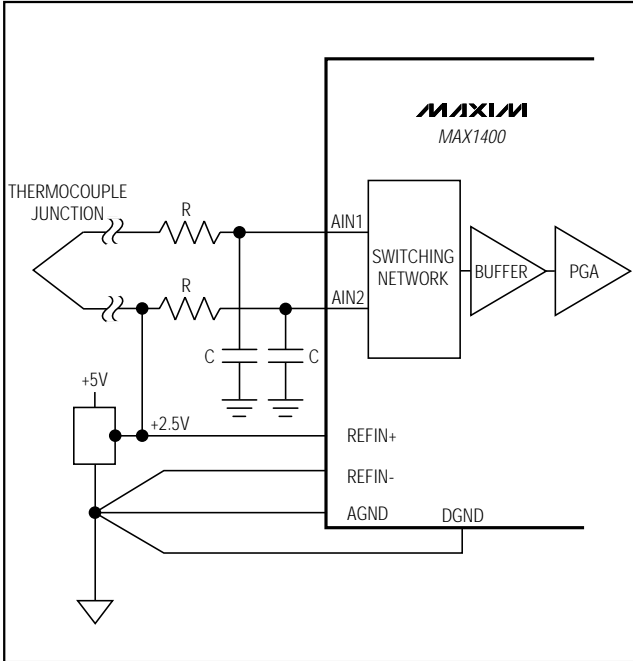 MAXIM
MAX1400
THERMOCOUPLE
JUNCTION
R
AIN1
SWITCHING
NETWORK
BUFFER
PGA
R
AIN2
C
C
+5V
+2.5V
REFIN+
REFIN-
AGND
DGND